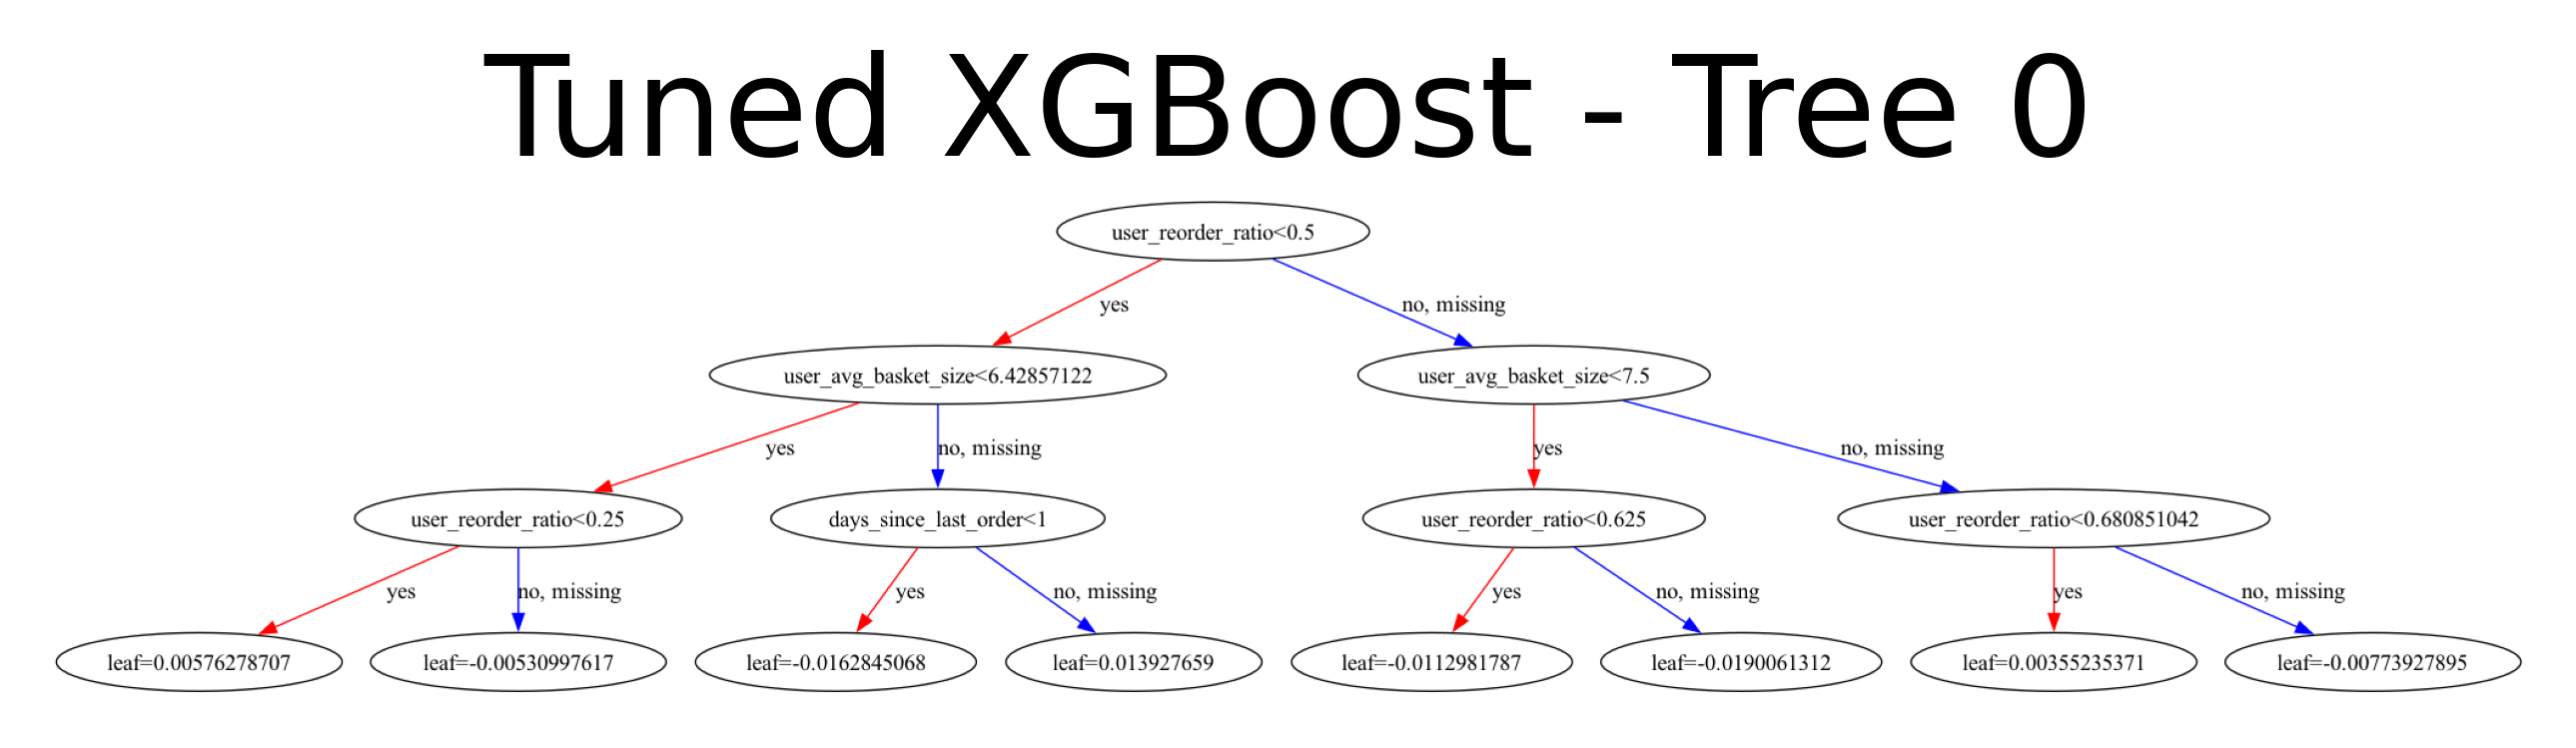 Tuned XGBoost - Tree 0
user_reorder_ratio<0.5
yes
no, missing
user_avg_basket_size<6.42857122
user_avg_basket_size<7.5
yes
no, missing
yes
no, missing
user_reorder_ratio<0.25
days_since_last_order<1
user_reorder_ratio<0.625
user_reorder_ratio<0.680851042
yes
no, missing
yes
no, missing
yes
no, missing
yes
no, missing
leaf=0.00576278707
leaf=-0.00530997617
leaf=-0.0162845068
leaf=0.013927659
leaf=-0.0112981787
leaf=-0.0190061312
leaf=0.00355235371
leaf=-0.00773927895